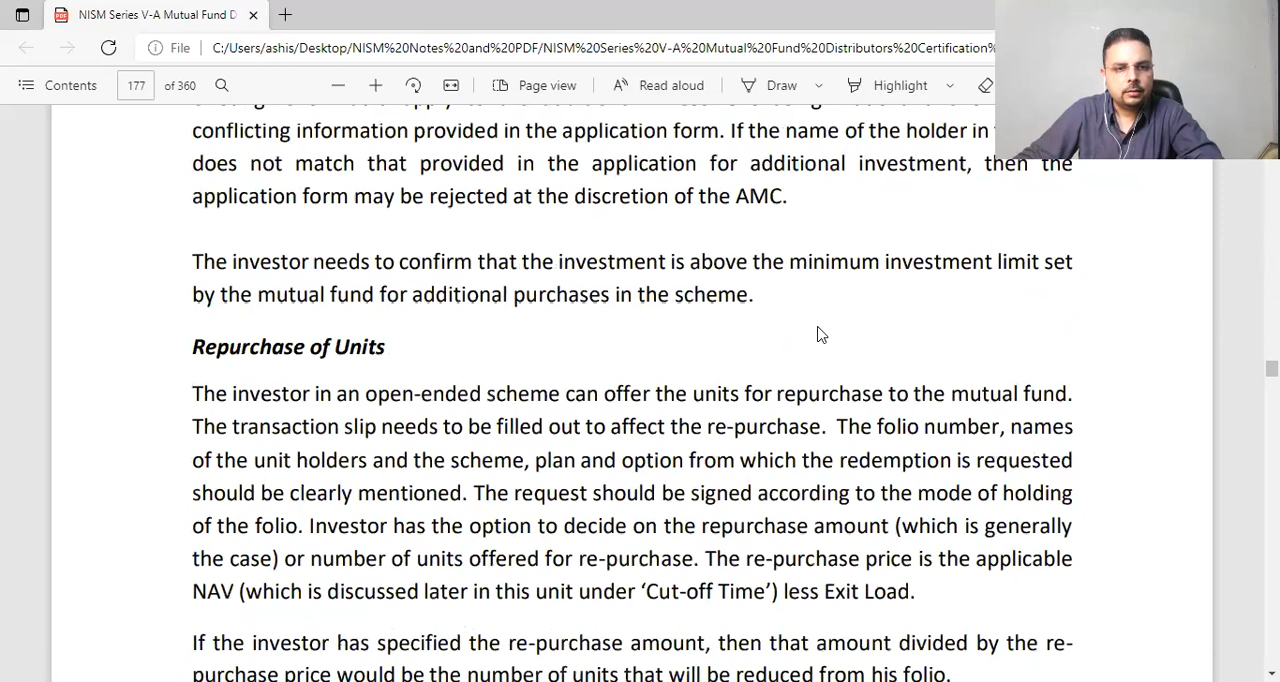 NISM Series V-A Mutual Fund D
File
C:/Users/ashis/Desktop/NISM%20Notes%20and%20PDF/NISM%20Series%20V-A%20Mutual%20Fund%20Distributors%20Certification%
Contents
177 of 360
Page view
Read aloud
Draw
Highlight
conflicting information provided in the application form. If the name of the holder in
does not match that provided in the application for additional investment, then the
application form may be rejected at the discretion of the AMC.
The investor needs to confirm that the investment is above the minimum investment limit set
by the mutual fund for additional purchases in the scheme.
Repurchase of Units
The investor in an open-ended scheme can offer the units for repurchase to the mutual fund.
The transaction slip needs to be filled out to affect the re-purchase. The folio number, names
of the unit holders and the scheme, plan and option from which the redemption is requested
should be clearly mentioned. The request should be signed according to the mode of holding
of the folio. Investor has the option to decide on the repurchase amount (which is generally
the case) or number of units offered for re-purchase. The re-purchase price is the applicable
NAV (which is discussed later in this unit under ‘Cut-off Time’) less Exit Load.
If the investor has specified the re-purchase amount, then that amount divided by the re-
purchase price would be the number of units that will be reduced from his folio.